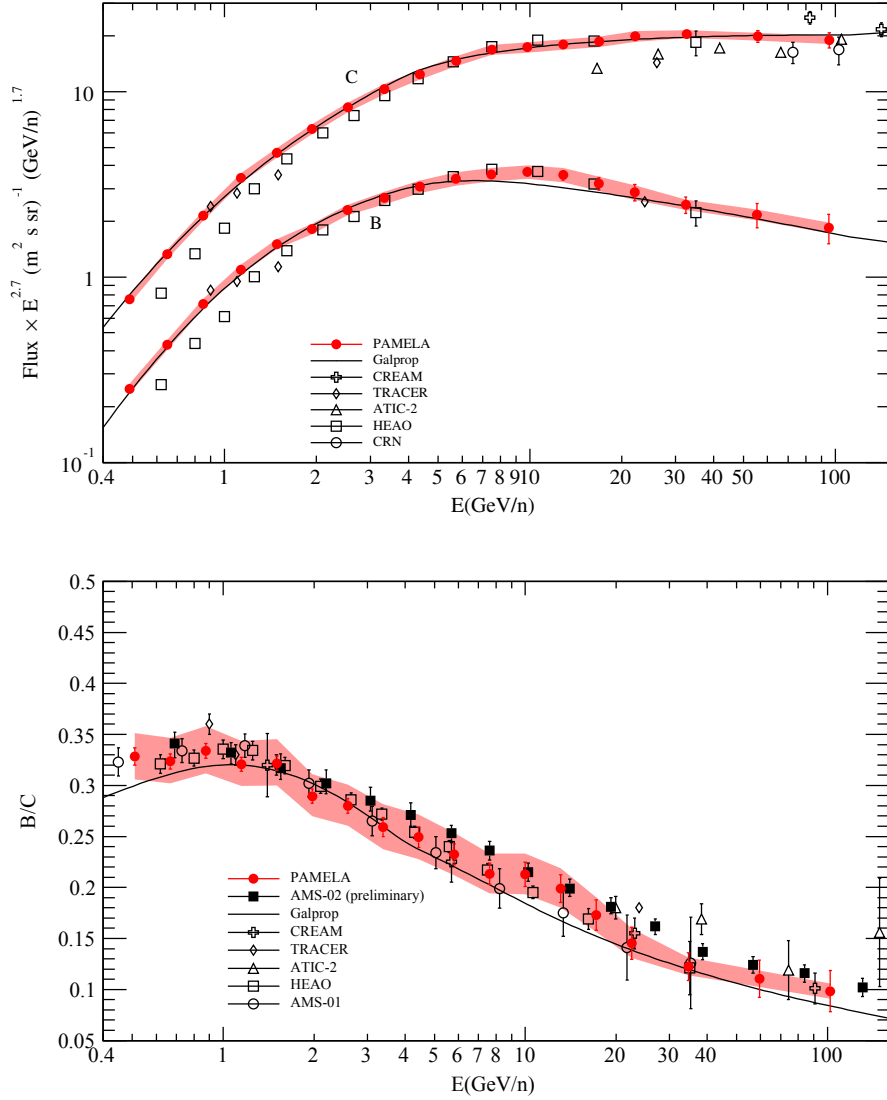 10
1
10^-1
Flux × E^2.7 (m^2 s sr)^-1 (GeV/n)^1.7
C
B
PAMELA
Galprop
CREAM
TRACER
ATIC-2
HEAO
CRN
0.4 1 2 3 4 5 6 7 8 9 10 20 30 40 50 100
E(GeV/n)
0.5
0.45
0.4
0.35
0.3
0.25
0.2
0.15
0.1
0.05
B/C
PAMELA
AMS-02 (preliminary)
Galprop
CREAM
TRACER
ATIC-2
HEAO
AMS-01
0.4 1 2 3 4 5 6 7 8 10 20 30 40 100
E(GeV/n)